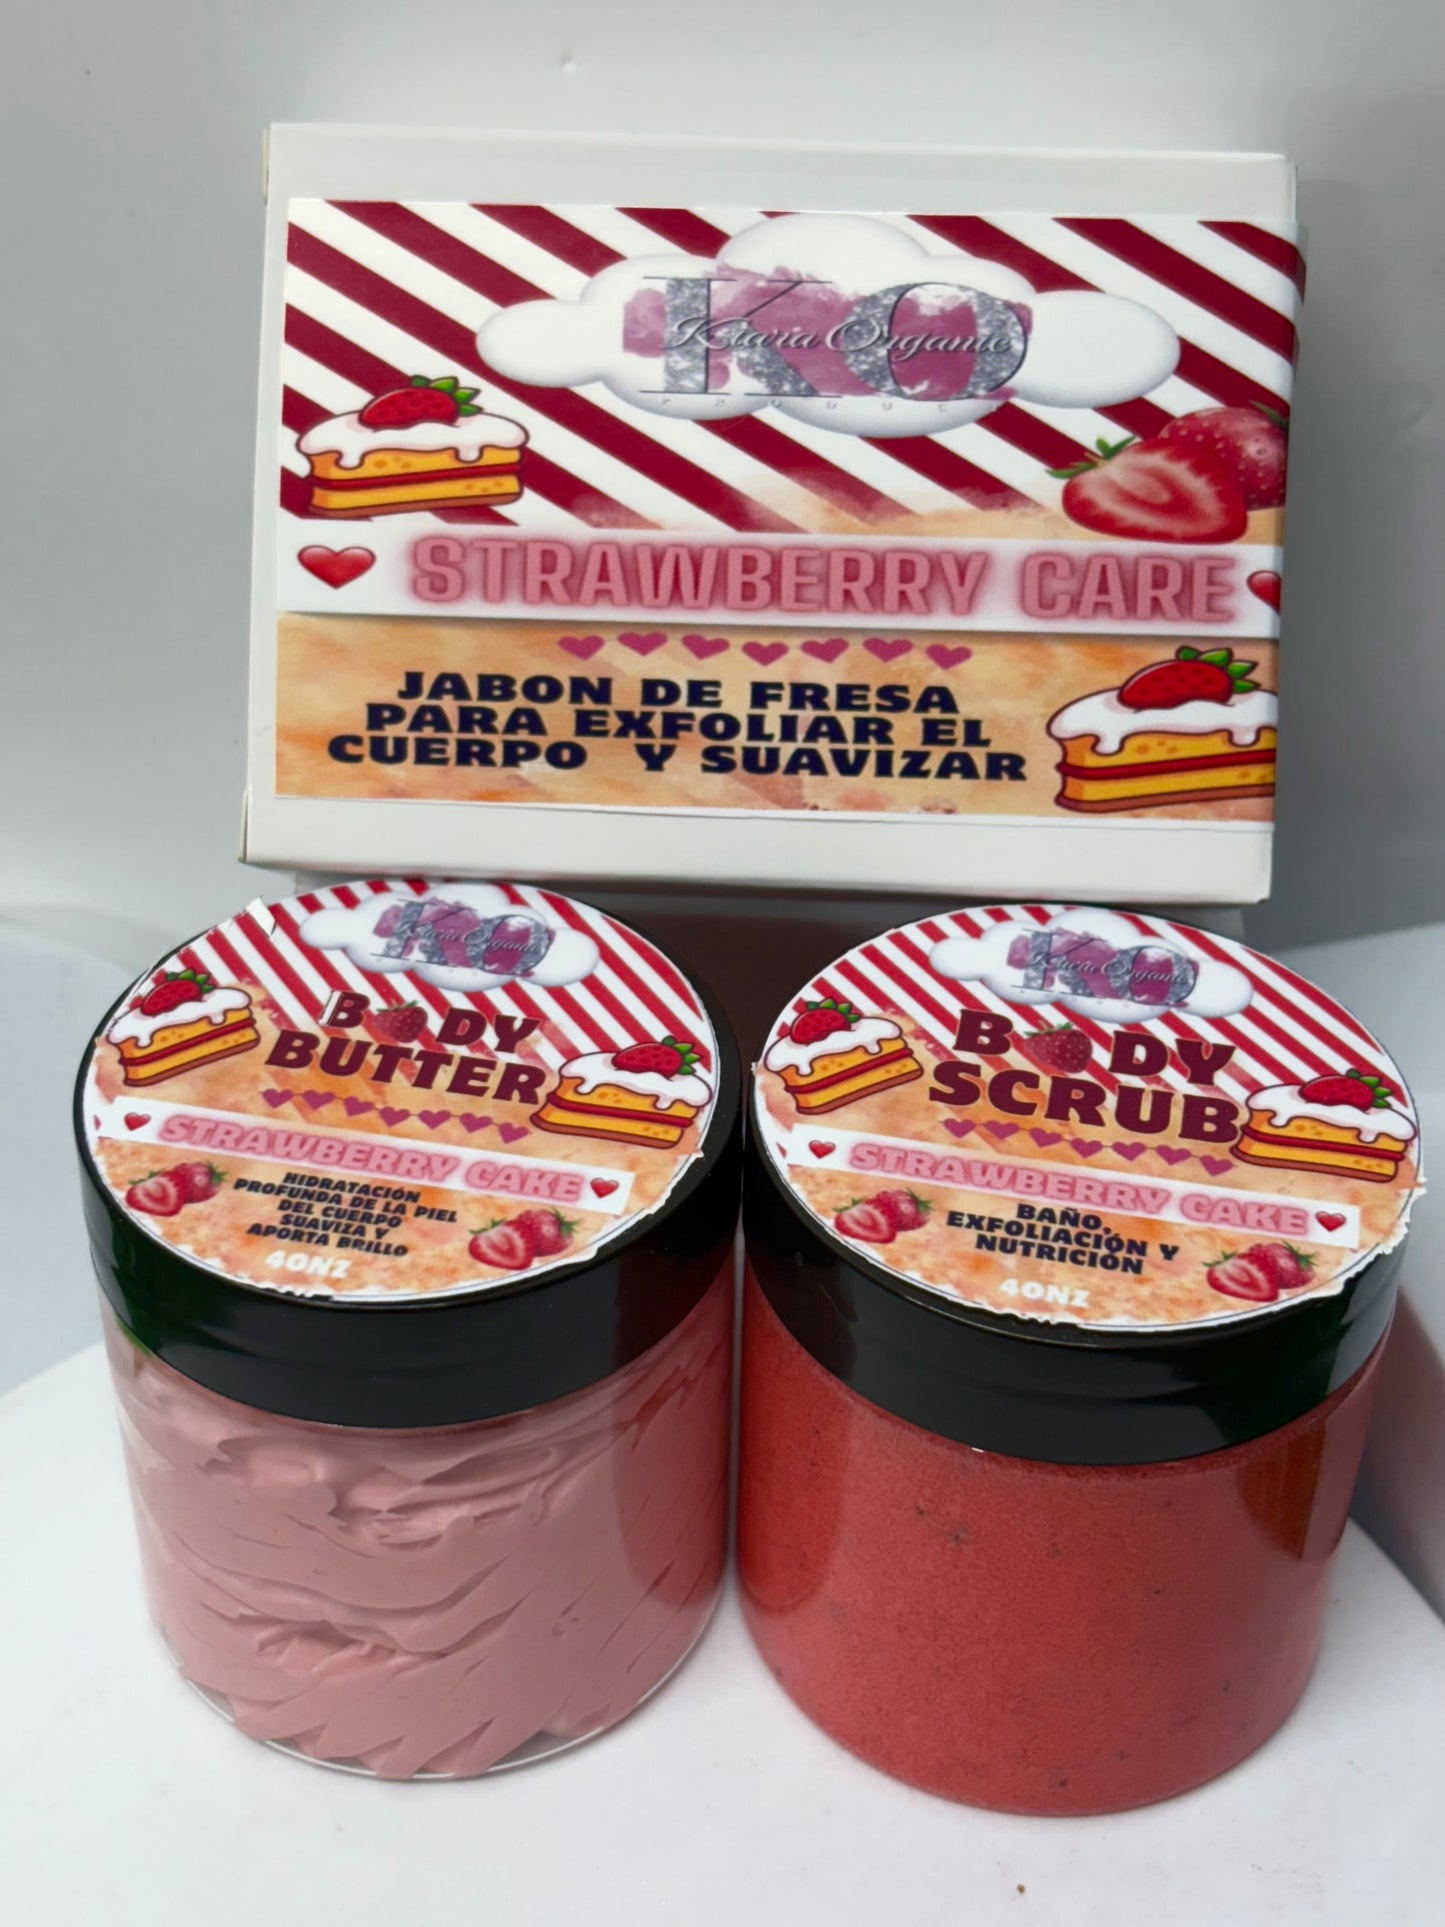 KO
Kiaria Organic
STRAWBERRY CARE
JABON DE FRESA
PARA EXFOLIAR EL
CUERPO Y SUAVIZAR
KO
BODY
BUTTER
STRAWBERRY CAKE
HIDRATACIÓN
PROFUNDA DE LA PIEL
DEL CUERPO
SUAVIZA Y
APORTA BRILLO
4ONZ
KO
BODY
SCRUB
STRAWBERRY CAKE
BAÑO,
EXFOLIACIÓN Y
NUTRICIÓN
4ONZ